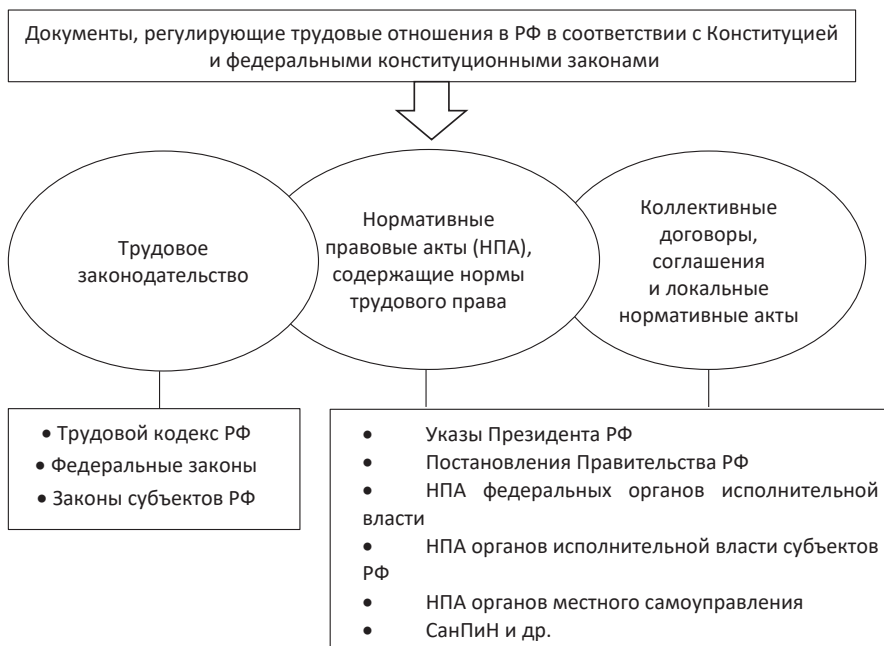 Документы, регулирующие трудовые отношения в РФ в соответствии с Конституцией
и федеральными конституционными законами
Трудовое
законодательство
Нормативные
правовые акты (НПА),
содержащие нормы
трудового права
Коллективные
договоры,
соглашения
и локальные
нормативные акты
• Трудовой кодекс РФ
• Федеральные законы
• Законы субъектов РФ
• Указы Президента РФ
• Постановления Правительства РФ
• НПА федеральных органов исполнительной
власти
• НПА органов исполнительной власти субъектов
РФ
• НПА органов местного самоуправления
• СанПиН и др.